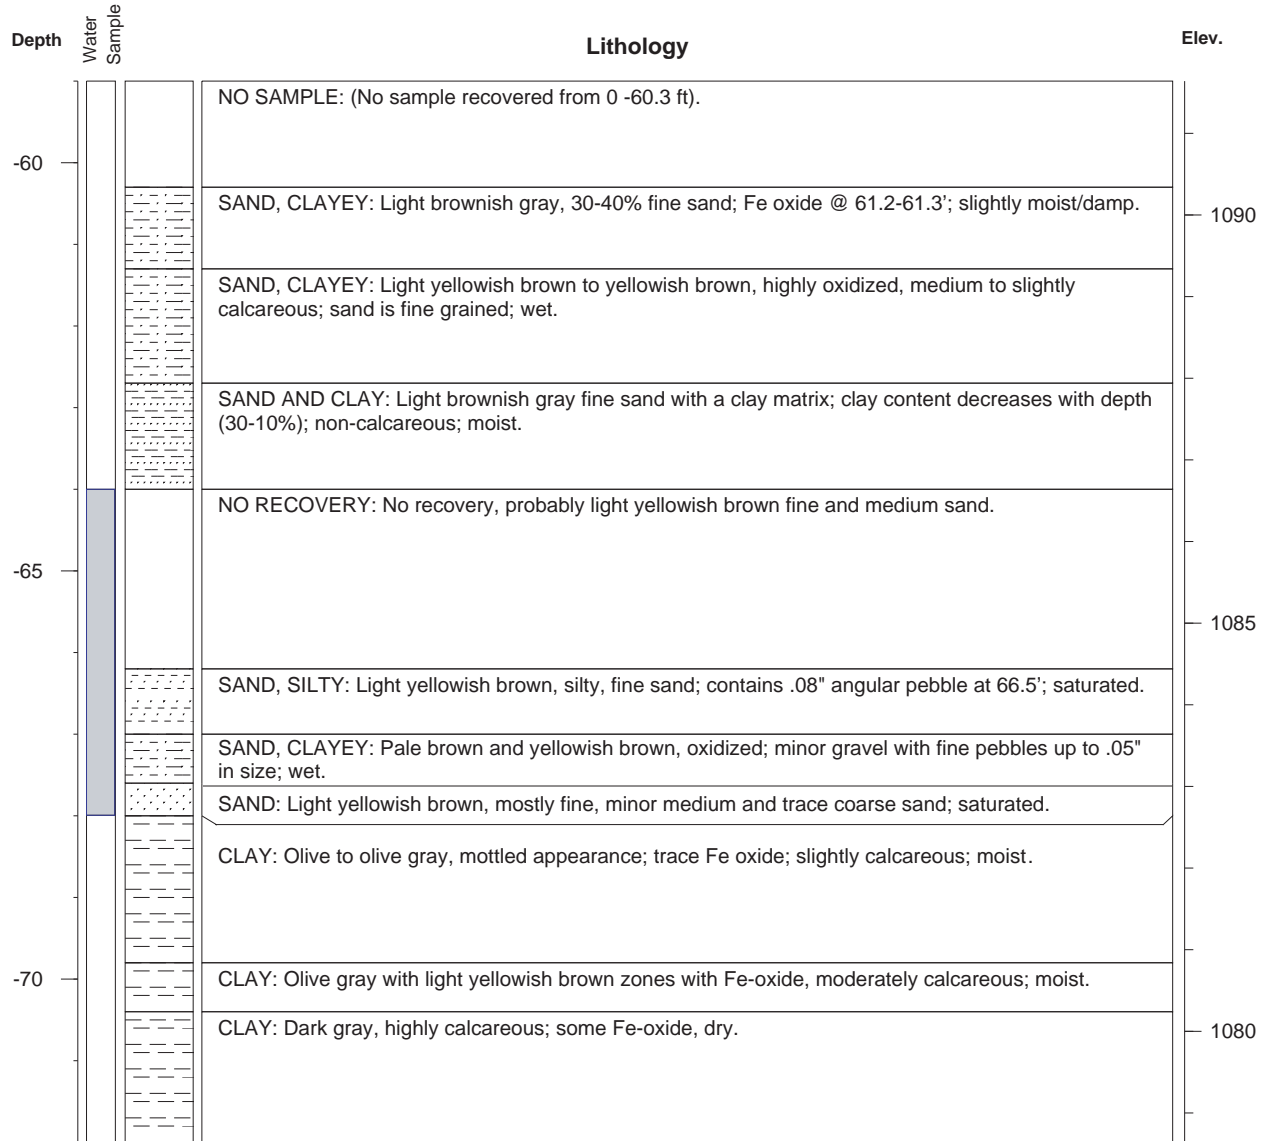 Depth
Water
Sample
Lithology
Elev.
NO SAMPLE: (No sample recovered from 0 -60.3 ft).
-60
SAND, CLAYEY: Light brownish gray, 30-40% fine sand; Fe oxide @ 61.2-61.3’; slightly moist/damp.
1090
SAND, CLAYEY: Light yellowish brown to yellowish brown, highly oxidized, medium to slightly
calcareous; sand is fine grained; wet.
SAND AND CLAY: Light brownish gray fine sand with a clay matrix; clay content decreases with depth
(30-10%); non-calcareous; moist.
NO RECOVERY: No recovery, probably light yellowish brown fine and medium sand.
-65
1085
SAND, SILTY: Light yellowish brown, silty, fine sand; contains .08" angular pebble at 66.5’; saturated.
SAND, CLAYEY: Pale brown and yellowish brown, oxidized; minor gravel with fine pebbles up to .05"
in size; wet.
SAND: Light yellowish brown, mostly fine, minor medium and trace coarse sand; saturated.
CLAY: Olive to olive gray, mottled appearance; trace Fe oxide; slightly calcareous; moist.
-70
CLAY: Olive gray with light yellowish brown zones with Fe-oxide, moderately calcareous; moist.
CLAY: Dark gray, highly calcareous; some Fe-oxide, dry.
1080